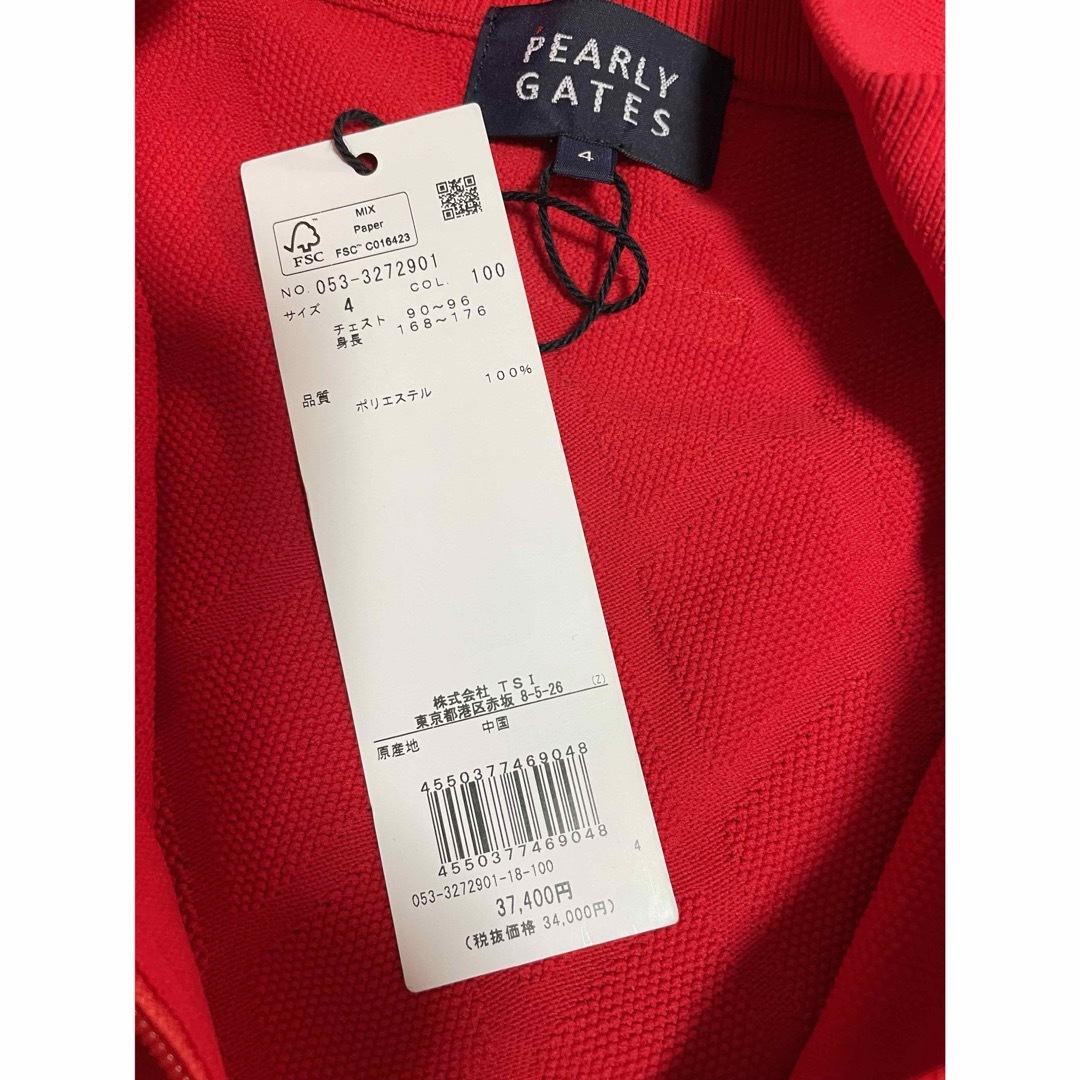 PEARLY
GATES
4
MIX
Paper
FSC™ C016423
FSC
NO. 053-3272901
COL. 100
サイズ 4
チェスト 90～96
身長 168～176
品質 ポリエステル 100%
株式会社 TSI
東京都港区赤坂 8-5-26 (Z)
原産地 中国
4550377469048
4550377469048
053-3272901-18-100 4
37,400円
(税抜価格 34,000円)